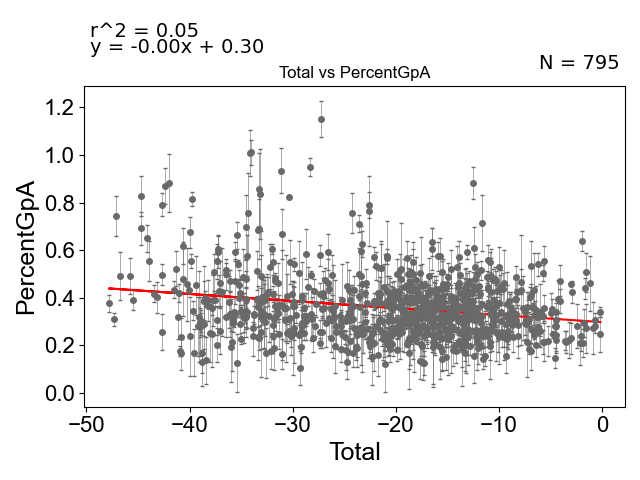 r^2 = 0.05
y = -0.00x + 0.30
N = 795
Total vs PercentGpA
1.2
1.0
0.8
0.6
0.4
0.2
0.0
PercentGpA
−50
−40
−30
−20
−10
0
Total